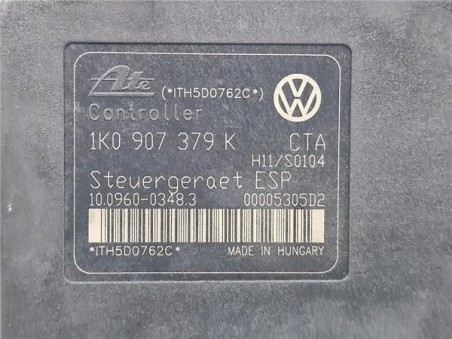 Ate (*ITH5D0762C*)
Controller
1K0 907 379 K CTA
H11/S0104
Steuergeraet ESP
10.0960-0348.3 00005305D2
*ITH5D0762C* MADE IN HUNGARY